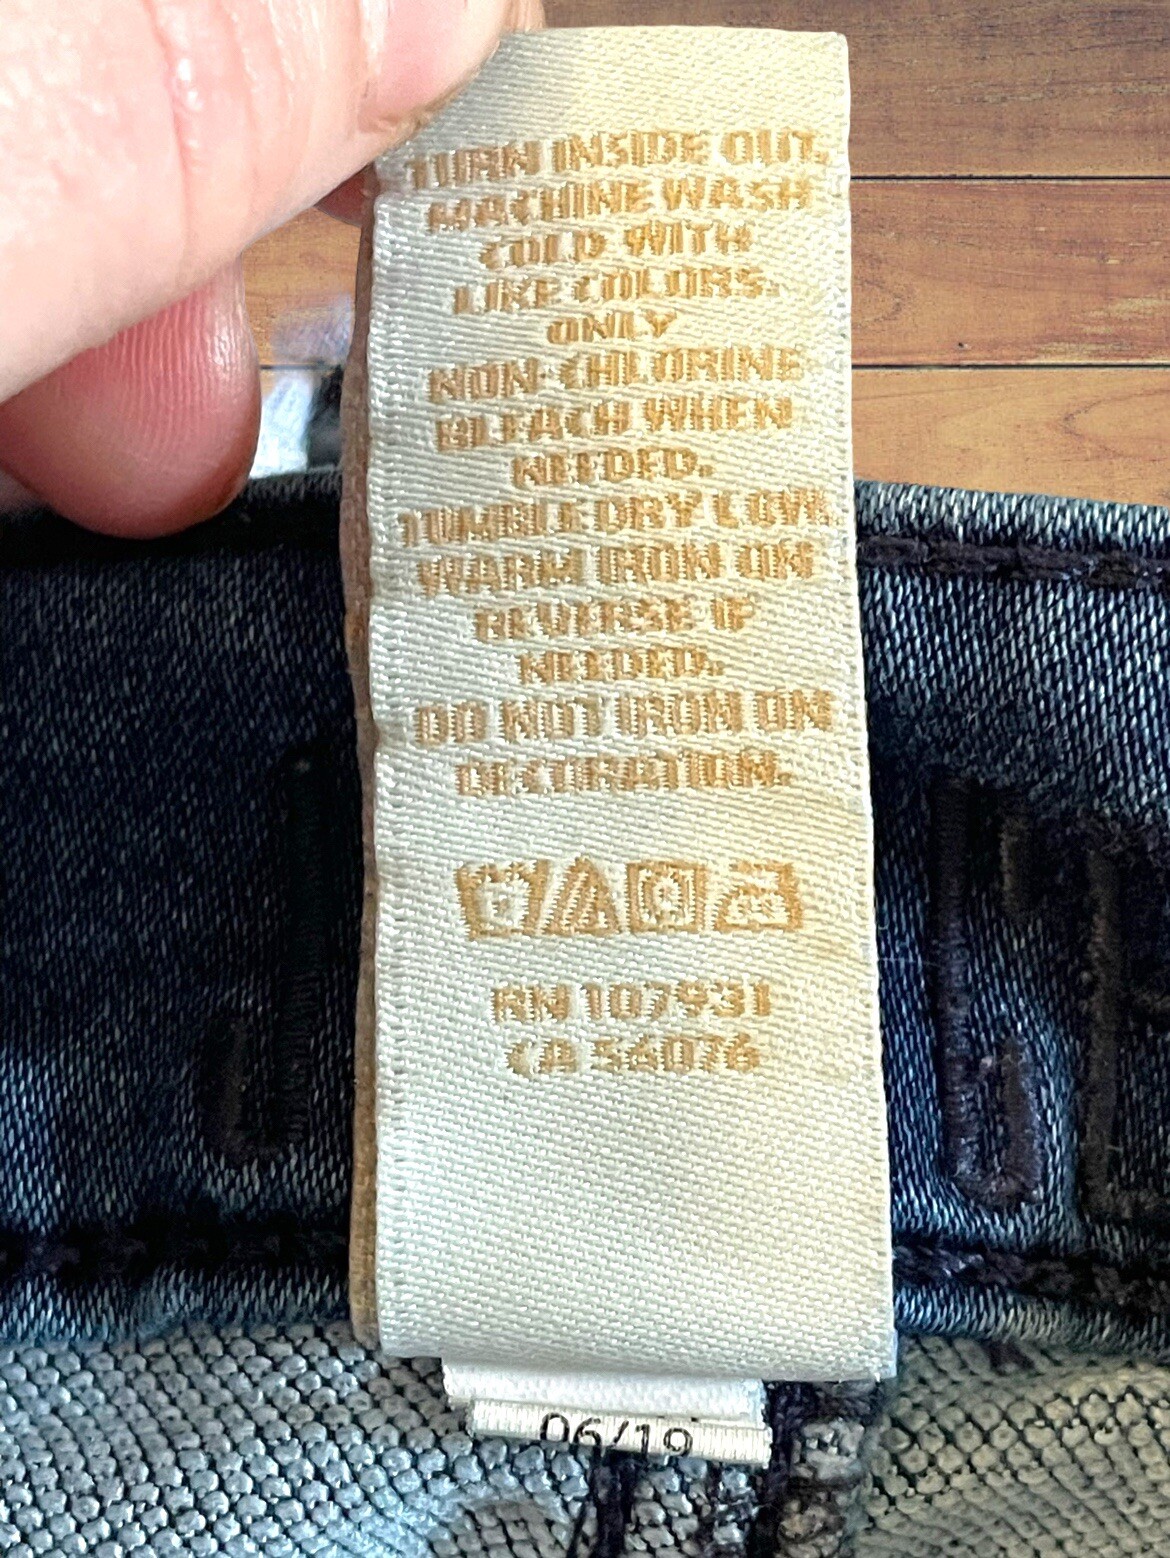 TURN INSIDE OUT.
MACHINE WASH
COLD WITH
LIKE COLORS.
ONLY
NON-CHLORINE
BLEACH WHEN
NEEDED.
TUMBLE DRY LOW.
WARM IRON ON
REVERSE IF
NEEDED.
DO NOT IRON ON
DECORATION.
RN 107931
CA 56076
06/19